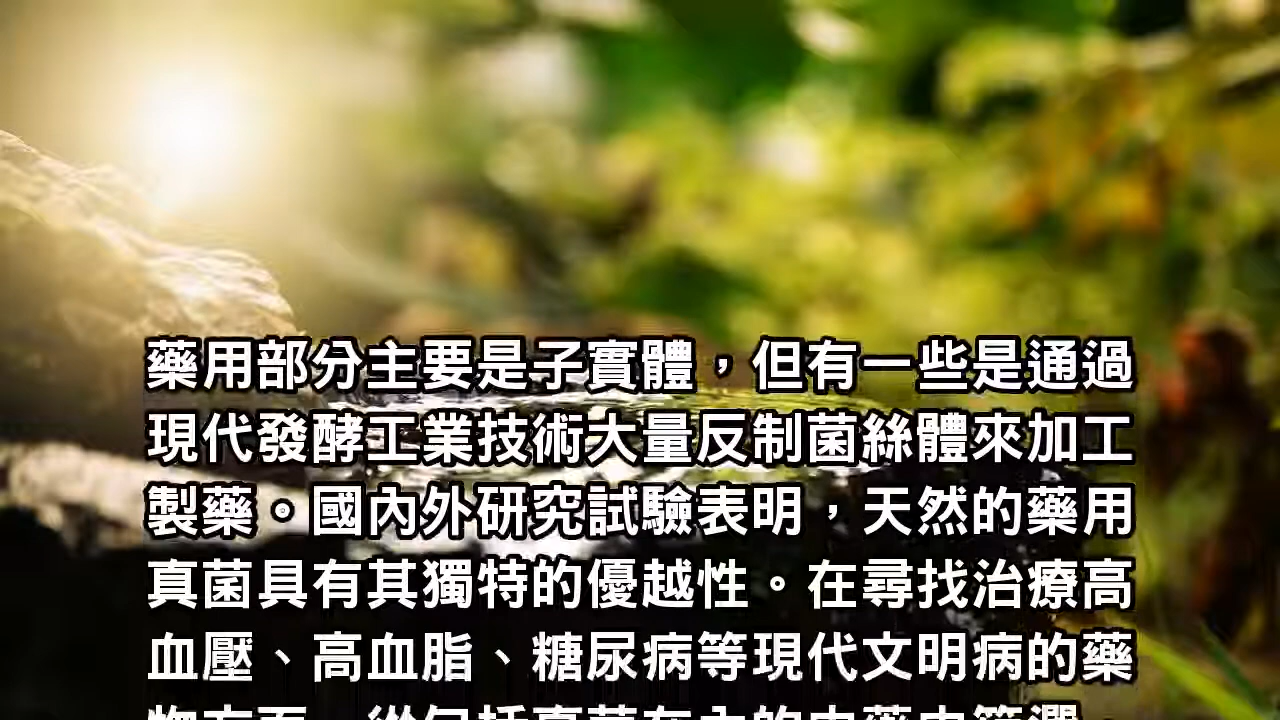 藥用部分主要是子實體，但有一些是通過
現代發酵工業技術大量反制菌絲體來加工
製藥。國內外研究試驗表明，天然的藥用
真菌具有其獨特的優越性。在尋找治療高
血壓、高血脂、糖尿病等現代文明病的藥